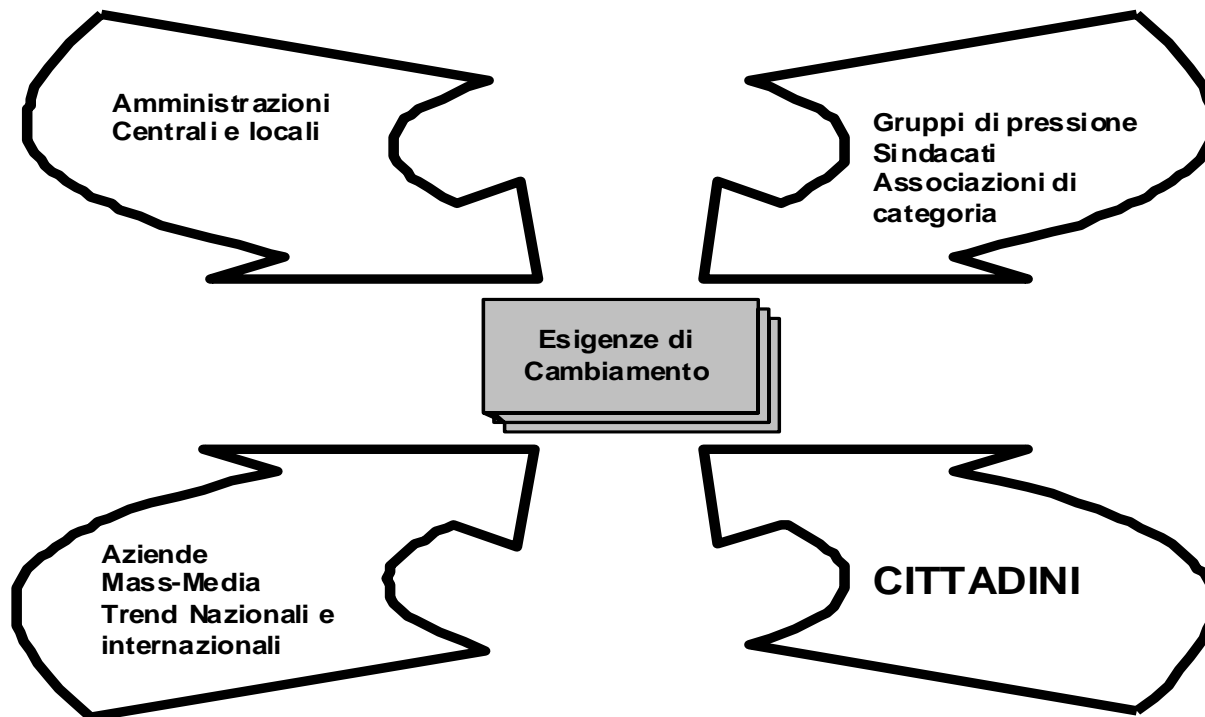 Amministrazioni
Centrali e locali
Gruppi di pressione
Sindacati
Associazioni di
categoria
Esigenze di
Cambiamento
Aziende
Mass-Media
Trend Nazionali e
internazionali
CITTADINI